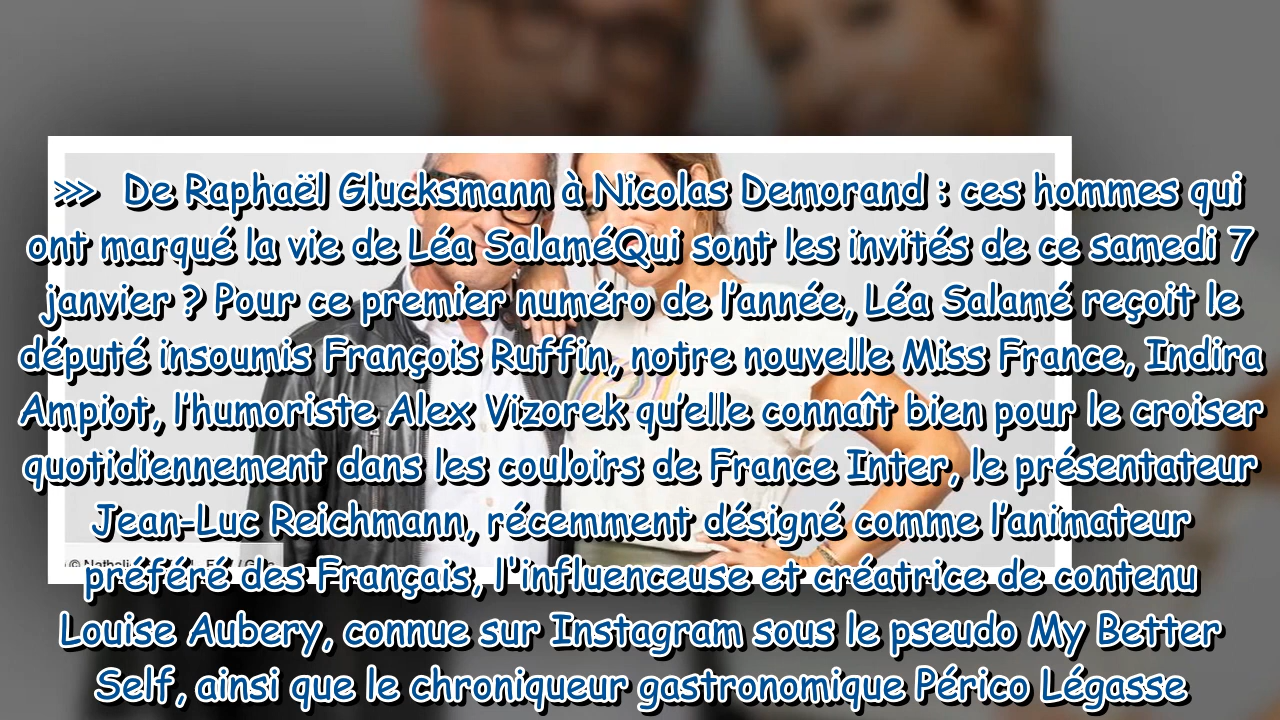 >>> De Raphaël Glucksmann à Nicolas Demorand : ces hommes qui
ont marqué la vie de Léa SalaméQui sont les invités de ce samedi 7
janvier ? Pour ce premier numéro de l’année, Léa Salamé reçoit le
député insoumis François Ruffin, notre nouvelle Miss France, Indira
Ampiot, l’humoriste Alex Vizorek qu’elle connaît bien pour le croiser
quotidiennement dans les couloirs de France Inter, le présentateur
Jean-Luc Reichmann, récemment désigné comme l’animateur
préféré des Français, l'influenceuse et créatrice de contenu
Louise Aubery, connue sur Instagram sous le pseudo My Better
Self, ainsi que le chroniqueur gastronomique Périco Légasse